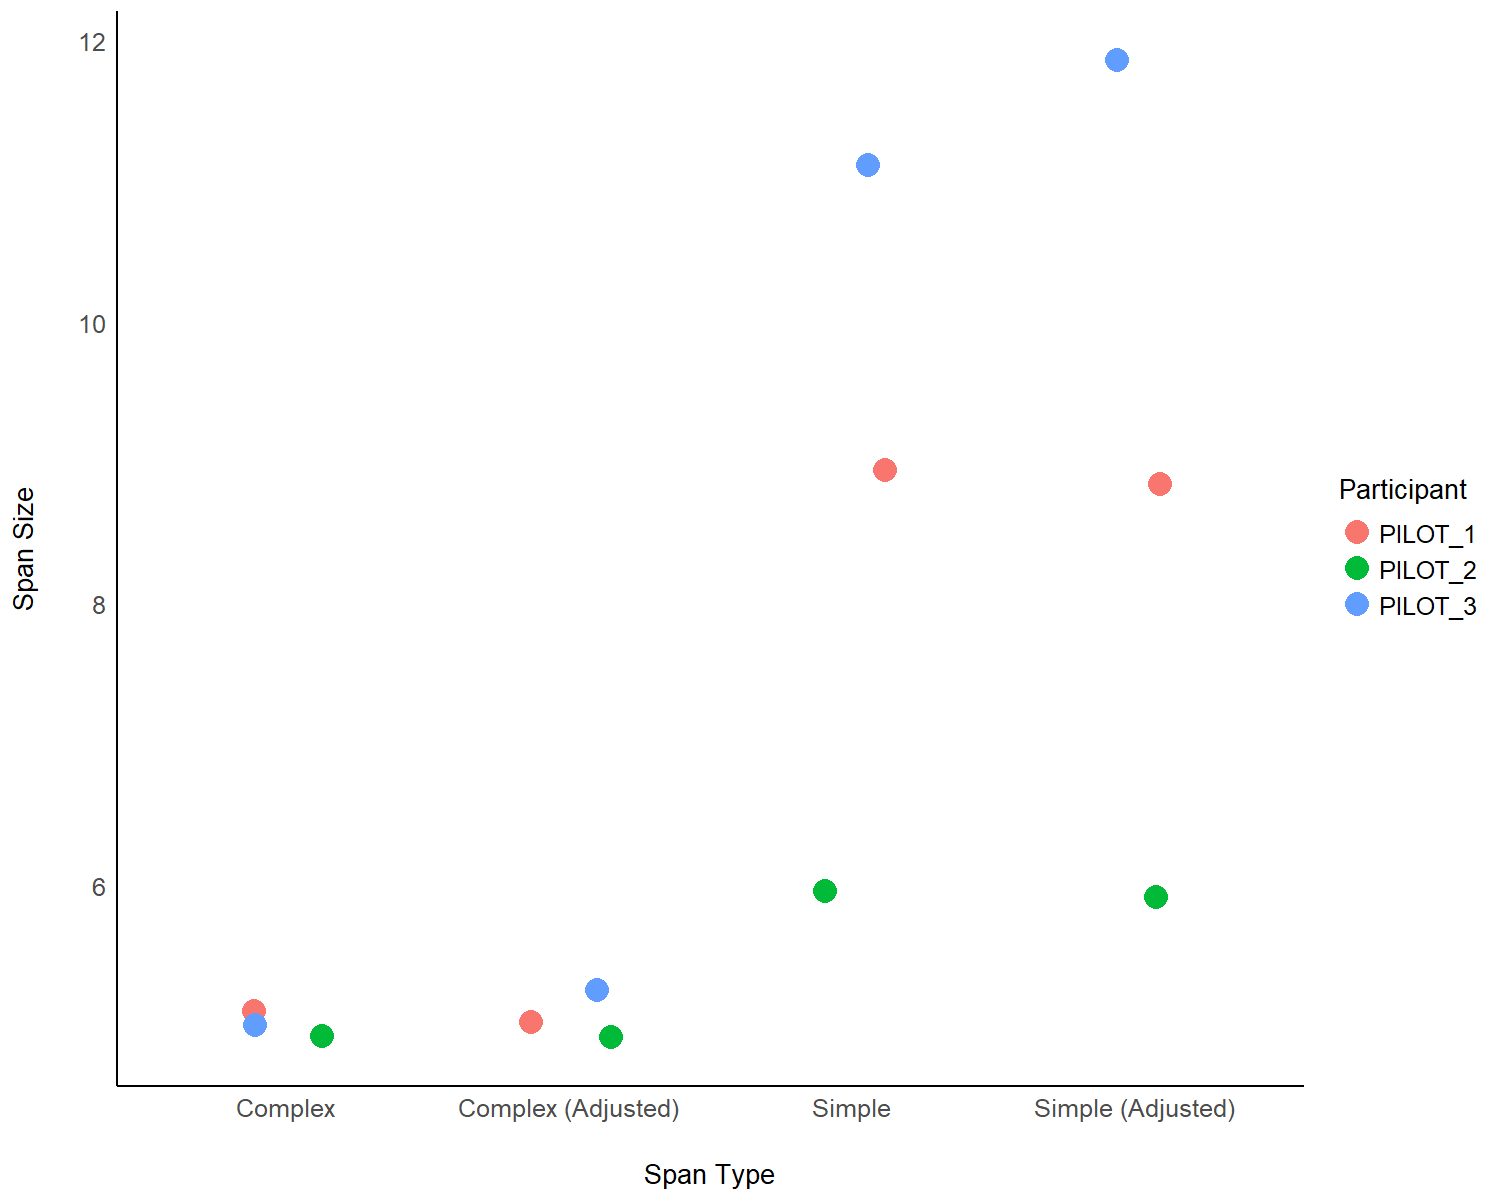 12
10
8
6
Span Size
Complex
Complex (Adjusted)
Simple
Simple (Adjusted)
Span Type
Participant
PILOT_1
PILOT_2
PILOT_3